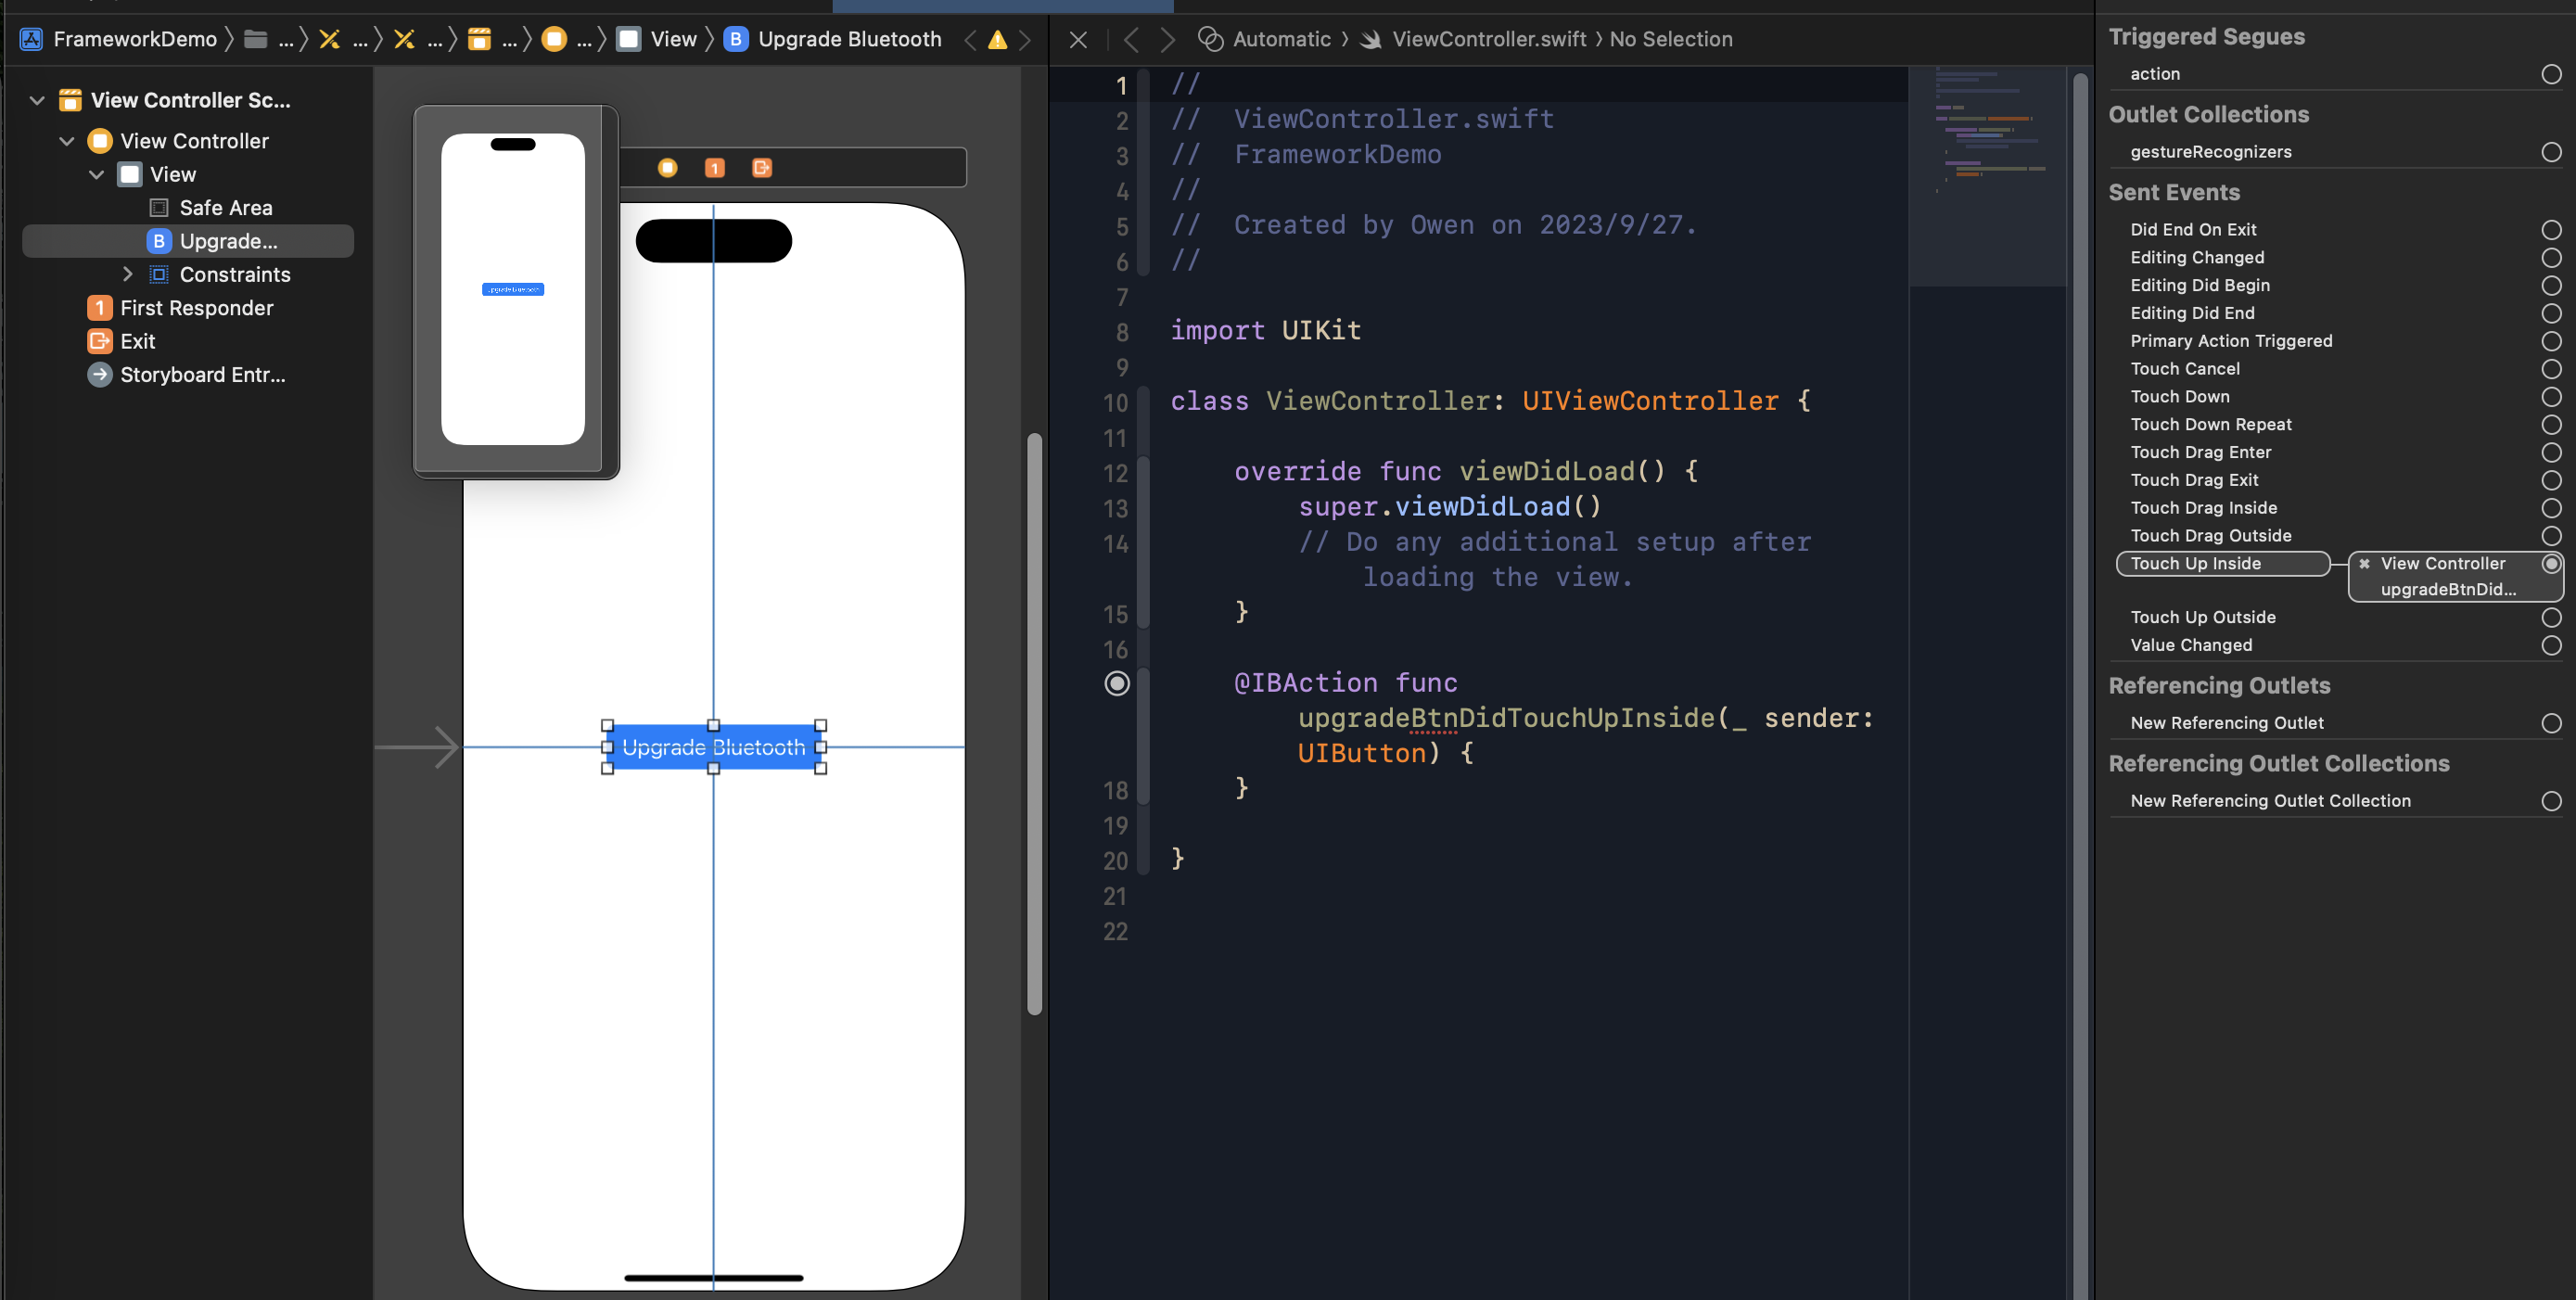 FrameworkDemo
...
...
...
...
...
View
B
Upgrade Bluetooth
Automatic
ViewController.swift
No Selection
View Controller Sc...
View Controller
View
Safe Area
B
Upgrade...
Constraints
1
First Responder
Exit
Storyboard Entr...
1
Upgrade Bluetooth
1 //
2 //  ViewController.swift
3 //  FrameworkDemo
4 //
5 //  Created by Owen on 2023/9/27.
6 //
7
8 import UIKit
9
10 class ViewController: UIViewController {
11
12     override func viewDidLoad() {
13         super.viewDidLoad()
14         // Do any additional setup after
loading the view.
15     }
16
@IBAction func
upgradeBtnDidTouchUpInside(_ sender:
UIButton) {
18     }
19
20 }
21
22
Triggered Segues
action
Outlet Collections
gestureRecognizers
Sent Events
Did End On Exit
Editing Changed
Editing Did Begin
Editing Did End
Primary Action Triggered
Touch Cancel
Touch Down
Touch Down Repeat
Touch Drag Enter
Touch Drag Exit
Touch Drag Inside
Touch Drag Outside
Touch Up Inside
View Controller
upgradeBtnDid...
Touch Up Outside
Value Changed
Referencing Outlets
New Referencing Outlet
Referencing Outlet Collections
New Referencing Outlet Collection